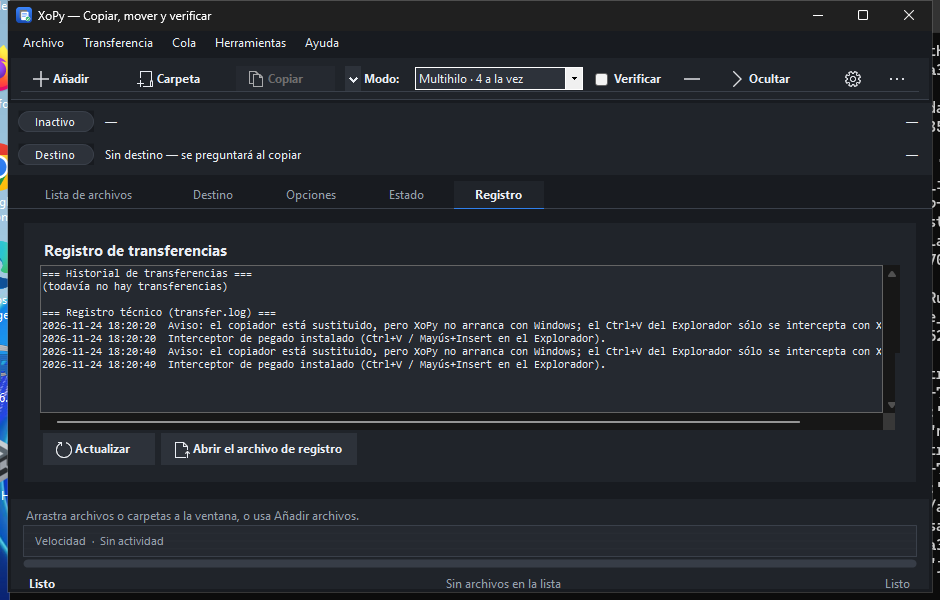 XoPy — Copiar, mover y verificar
Archivo Transferencia Cola Herramientas Ayuda
Añadir Carpeta Copiar Modo: Multihilo · 4 a la vez Verificar — Ocultar ...
Inactivo — —
Destino Sin destino — se preguntará al copiar —
Lista de archivos Destino Opciones Estado Registro
Registro de transferencias
=== Historial de transferencias ===
(todavía no hay transferencias)
=== Registro técnico (transfer.log) ===
2026-11-24 18:20:20 Aviso: el copiador está sustituido, pero XoPy no arranca con Windows; el Ctrl+V del Explorador sólo se intercepta con X
2026-11-24 18:20:20 Interceptor de pegado instalado (Ctrl+V / Mayús+Insert en el Explorador).
2026-11-24 18:20:40 Aviso: el copiador está sustituido, pero XoPy no arranca con Windows; el Ctrl+V del Explorador sólo se intercepta con X
2026-11-24 18:20:40 Interceptor de pegado instalado (Ctrl+V / Mayús+Insert en el Explorador).
Actualizar Abrir el archivo de registro
Arrastra archivos o carpetas a la ventana, o usa Añadir archivos.
Velocidad · Sin actividad
Listo Sin archivos en la lista Listo